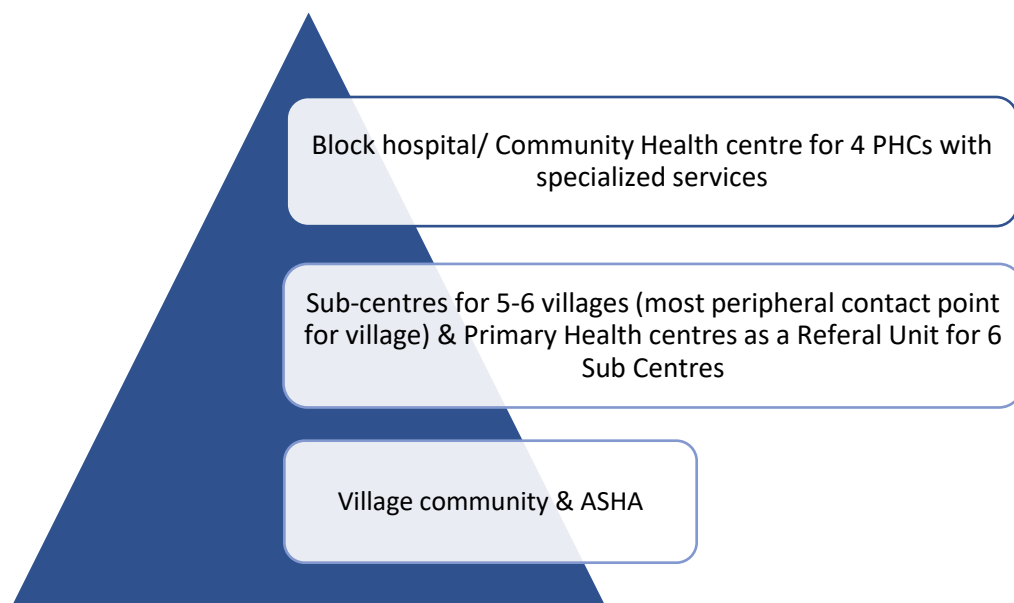 Block hospital/ Community Health centre for 4 PHCs with
specialized services
Sub-centres for 5-6 villages (most peripheral contact point
for village) & Primary Health centres as a Referal Unit for 6
Sub Centres
Village community & ASHA